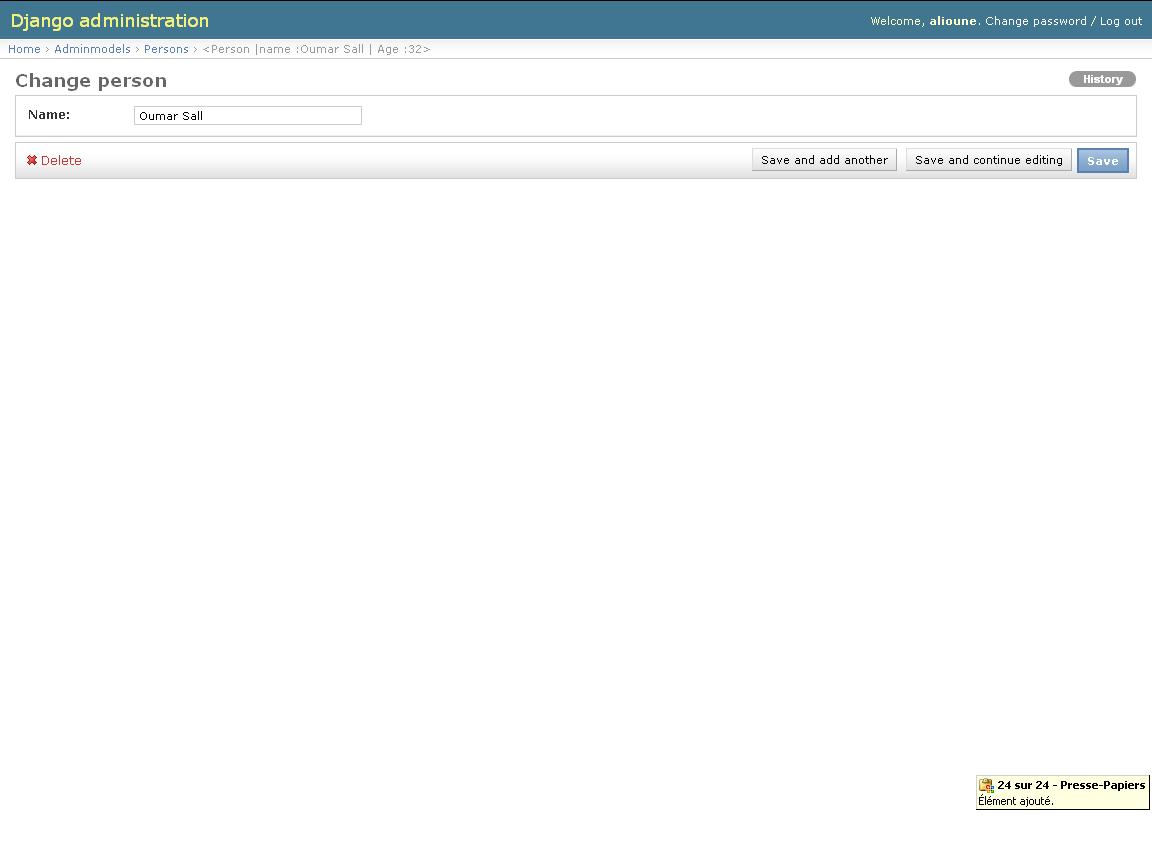 Django administration
Welcome, alioune. Change password / Log out
Home › Adminmodels › Persons › <Person |name :Oumar Sall | Age :32>
Change person
History
Name: Oumar Sall
Delete
Save and add another Save and continue editing Save
24 sur 24 - Presse-Papiers
Élément ajouté.